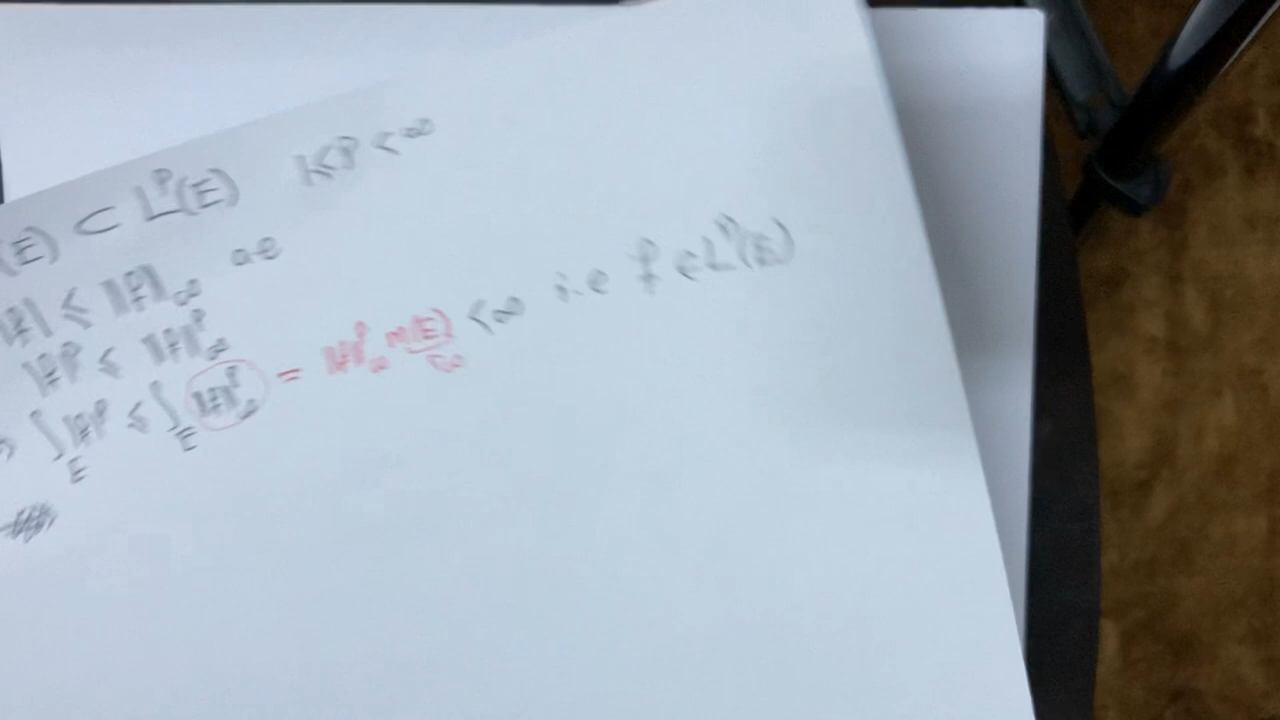 (E) ⊂ L^p(E) 1<p<∞
|f| ≤ ||f||_∞ a.e
|f|^p ≤ ||f||^p_∞
∫_E |f|^p ≤ ∫_E ||f||^p_∞ = ||f||^p_∞ m(E) <∞ i.e f ∈ L^p(E)